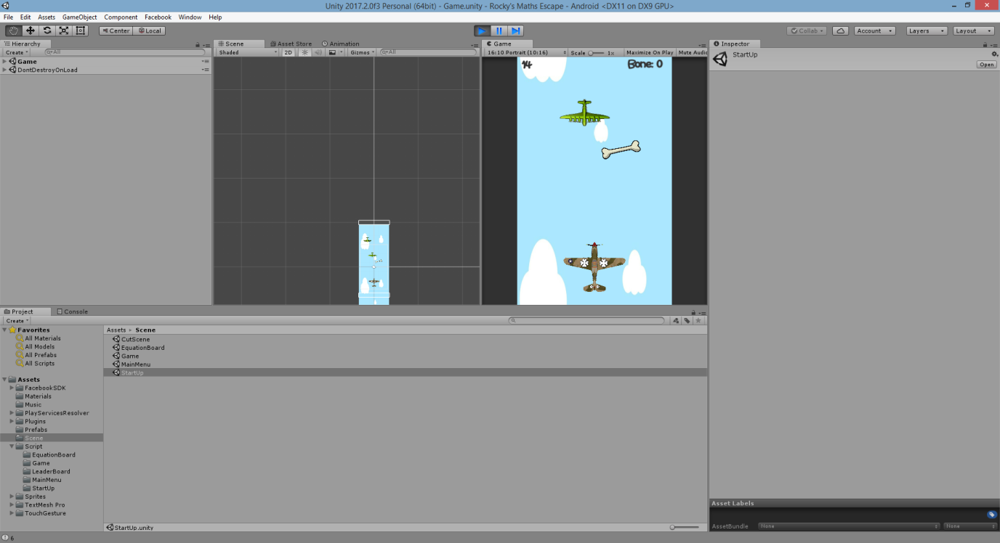 Unity 2017.2.0f3 Personal (64bit) - Game.unity - Rocky's Maths Escape - Android <DX11 on DX9 GPU>
File Edit Assets GameObject Component Facebook Window Help
Center Local Collab Account Layers Layout
Hierarchy
Create All
Game
DontDestroyOnLoad
Scene Asset Store Animation
Shaded 2D Gizmos All
Game
16:10 Portrait (10:16) Scale 1x Maximize On Play Mute Audio
14 Bone: 0
Inspector
StartUp
Open
Project Console
Create
Favorites
All Materials
All Models
All Prefabs
All Scripts
Assets
FacebookSDK
Materials
Music
PlayServicesResolver
Plugins
Prefabs
Scene
Script
EquationBoard
Game
LeaderBoard
MainMenu
StartUp
Sprites
TextMesh Pro
TouchGesture
Assets Scene
CutScene
EquationBoard
Game
MainMenu
StartUp
StartUp.unity
Asset Labels
AssetBundle None None
6